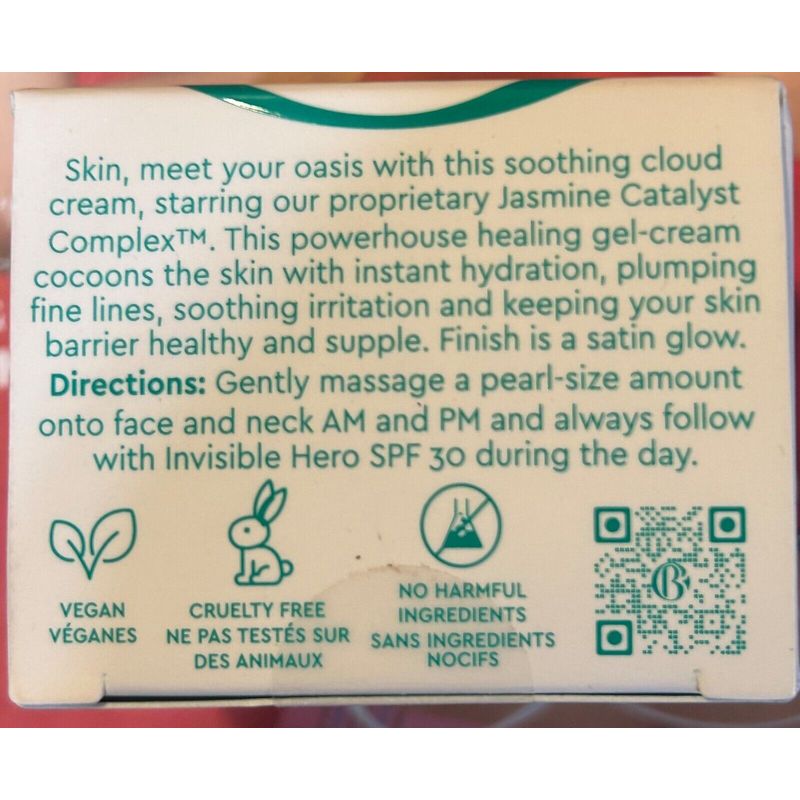 Skin, meet your oasis with this soothing cloud
cream, starring our proprietary Jasmine Catalyst
Complex™. This powerhouse healing gel-cream
cocoons the skin with instant hydration, plumping
fine lines, soothing irritation and keeping your skin
barrier healthy and supple. Finish is a satin glow.
Directions: Gently massage a pearl-size amount
onto face and neck AM and PM and always follow
with Invisible Hero SPF 30 during the day.
VEGAN
VÉGANES
CRUELTY FREE
NE PAS TESTÉS SUR
DES ANIMAUX
NO HARMFUL
INGREDIENTS
SANS INGREDIENTS
NOCIFS